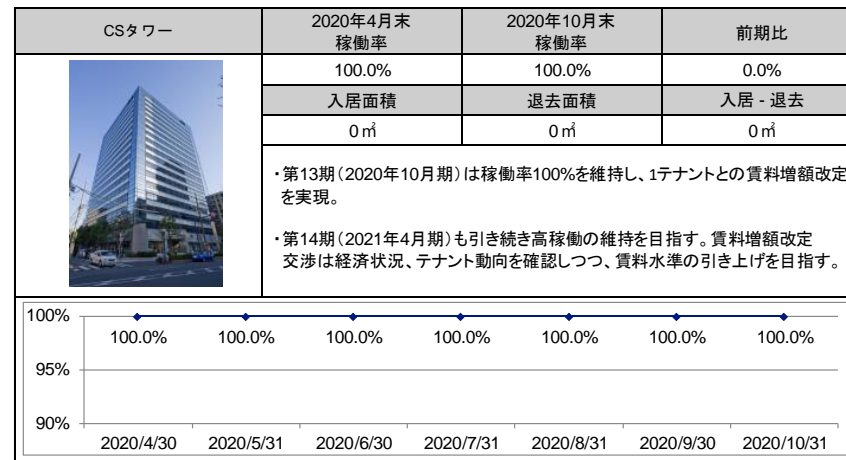 CSタワー
2020年4月末
稼働率
2020年10月末
稼働率
前期比
100.0%
100.0%
0.0%
入居面積
退去面積
入居 - 退去
0㎡
0㎡
0㎡
・第13期（2020年10月期）は稼働率100%を維持し、1テナントとの賃料増額改定
を実現。
・第14期（2021年4月期）も引き続き高稼働の維持を目指す。賃料増額改定
交渉は経済状況、テナント動向を確認しつつ、賃料水準の引き上げを目指す。
100%
100.0% 100.0% 100.0% 100.0% 100.0% 100.0% 100.0%
95%
90%
2020/4/30 2020/5/31 2020/6/30 2020/7/31 2020/8/31 2020/9/30 2020/10/31